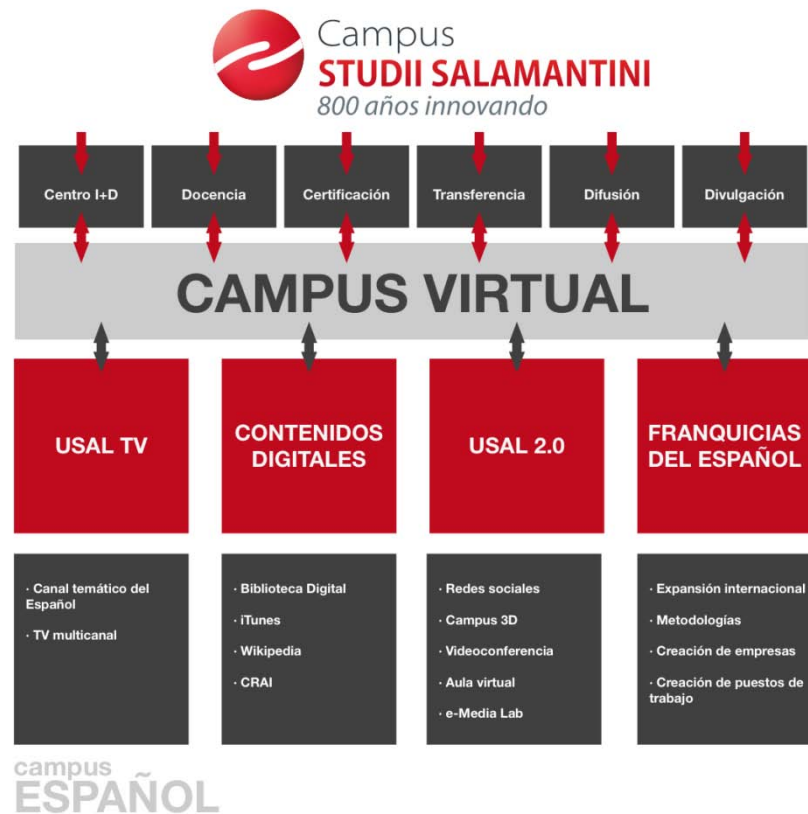 Campus
STUDII SALAMANTINI
800 años innovando
Centro I+D
Docencia
Certificación
Transferencia
Difusión
Divulgación
CAMPUS VIRTUAL
USAL TV
CONTENIDOS
DIGITALES
USAL 2.0
FRANQUICIAS
DEL ESPAÑOL
· Canal temático del
Español
· TV multicanal
· Biblioteca Digital
· iTunes
· Wikipedia
· CRAI
· Redes sociales
· Campus 3D
· Videoconferencia
· Aula virtual
· e-Media Lab
· Expansión internacional
· Metodologías
· Creación de empresas
· Creación de puestos de
trabajo
campus
ESPAÑOL